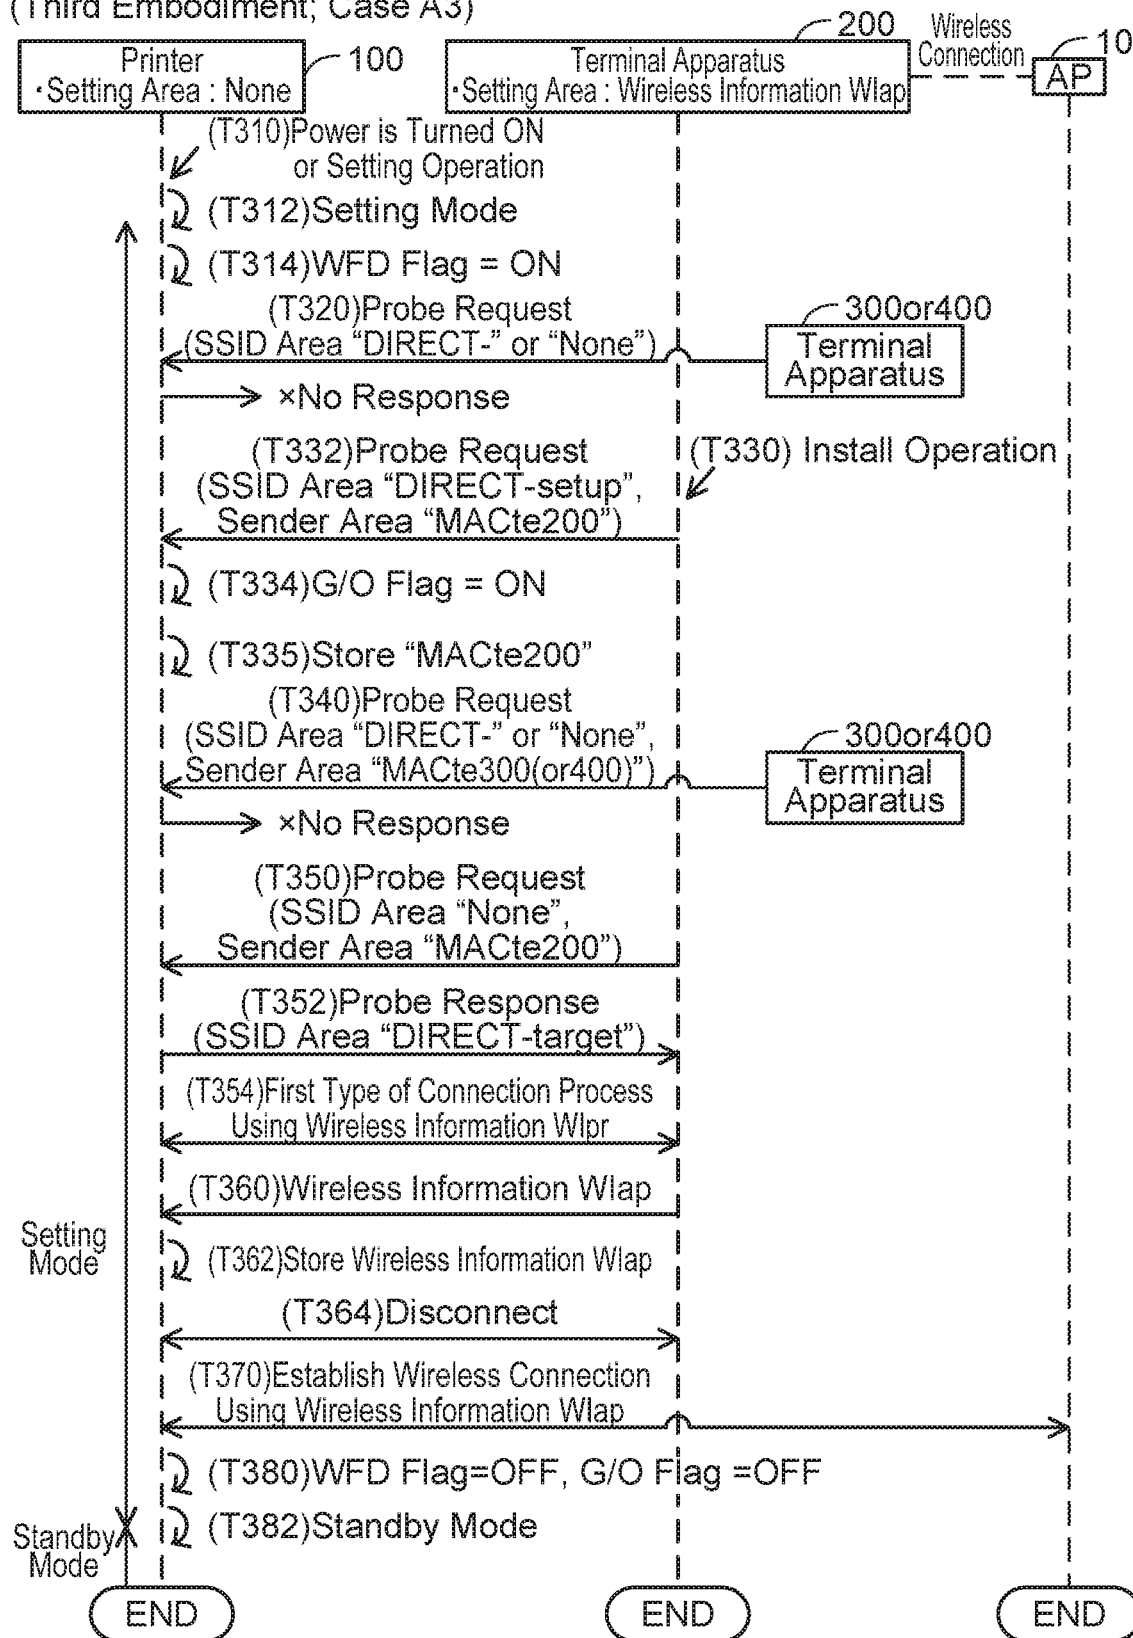 (Third Embodiment; Case A3)
Printer
・Setting Area : None
100
Terminal Apparatus
・Setting Area : Wireless Information WIap
200
Wireless
Connection
10
AP
(T310)Power is Turned ON
or Setting Operation
(T312)Setting Mode
(T314)WFD Flag = ON
(T320)Probe Request
(SSID Area “DIRECT-” or “None”)
300or400
Terminal
Apparatus
×No Response
(T330) Install Operation
(T332)Probe Request
(SSID Area “DIRECT-setup”,
Sender Area “MACte200”)
(T334)G/O Flag = ON
(T335)Store “MACte200”
(T340)Probe Request
(SSID Area “DIRECT-” or “None”,
Sender Area “MACte300(or400)”)
300or400
Terminal
Apparatus
×No Response
(T350)Probe Request
(SSID Area “None”,
Sender Area “MACte200”)
(T352)Probe Response
(SSID Area “DIRECT-target”)
(T354)First Type of Connection Process
Using Wireless Information WIpr
(T360)Wireless Information WIap
Setting
Mode
(T362)Store Wireless Information WIap
(T364)Disconnect
(T370)Establish Wireless Connection
Using Wireless Information WIap
(T380)WFD Flag=OFF, G/O Flag =OFF
(T382)Standby Mode
Standby
Mode
END
END
END